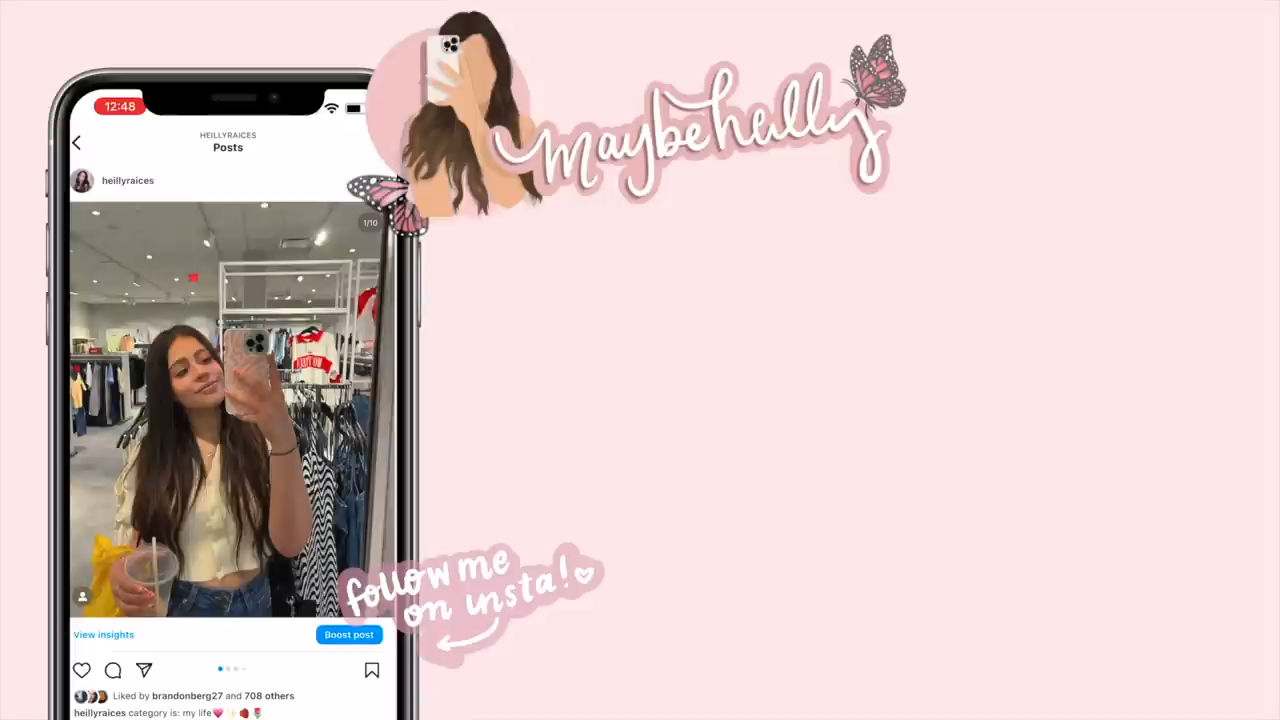 12:48
HEILLYRAICES
Posts
heillyraices
1/10
maybeheilly
follow me
on insta!
View insights
Boost post
Liked by brandonberg27 and 708 others
heillyraices category is: my life💗✨🍓🌷